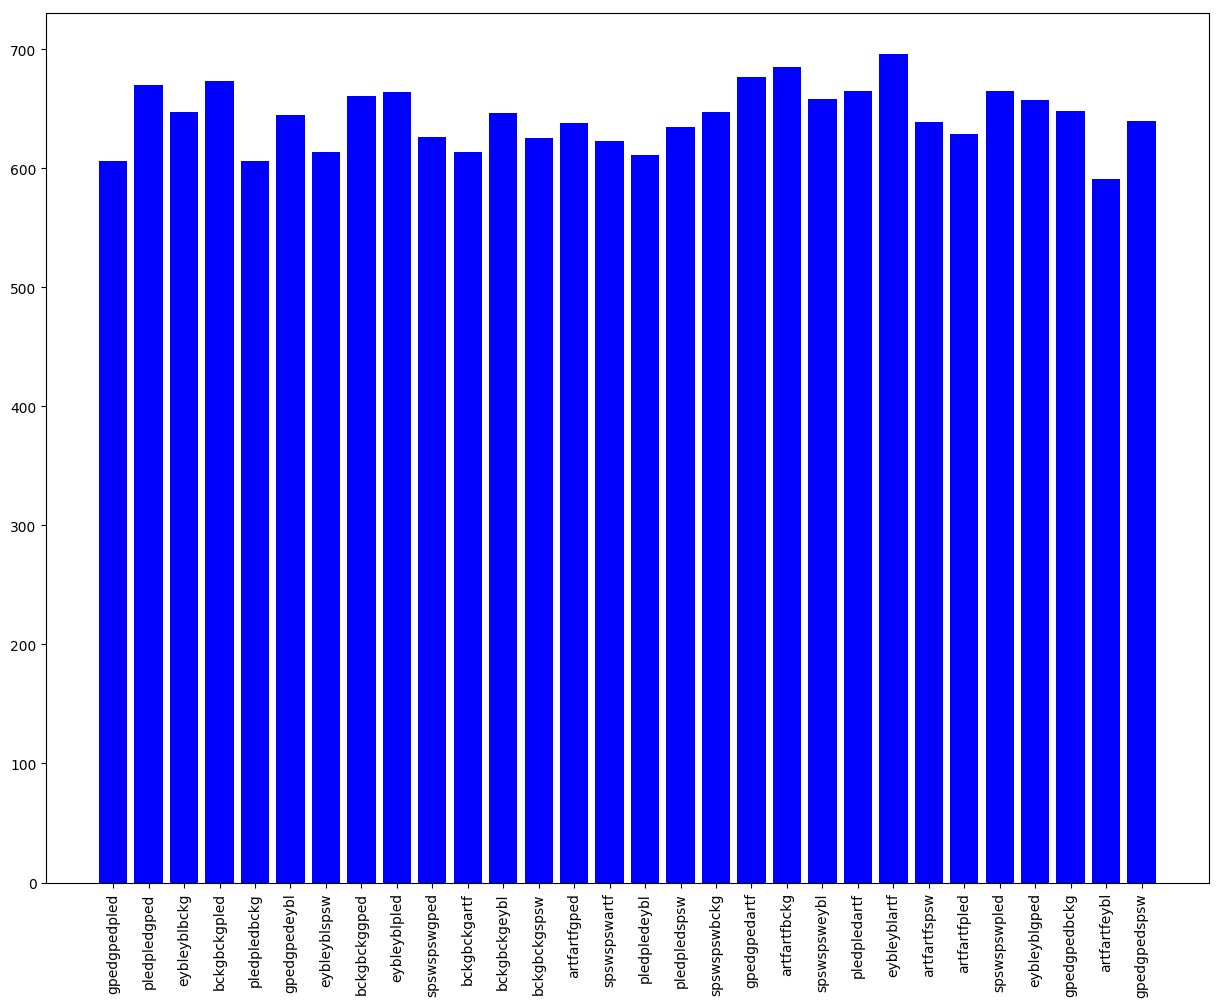 700
600
500
400
300
200
100
0
gpedgpedpled
pledpledgped
eybleyblbckg
bckgbckgpled
pledpledbckg
gpedgpedeybl
eybleyblspsw
bckgbckggped
eybleyblpled
spswspswgped
bckgbckgartf
bckgbckgeybl
bckgbckgspsw
artfartfgped
spswspswartf
pledpledeybl
pledpledspsw
spswspswbckg
gpedgpedartf
artfartfbckg
spswspsweybl
pledpledartf
eybleyblartf
artfartfspsw
artfartfpled
spswspswpled
eybleyblgped
gpedgpedbckg
artfartfeybl
gpedgpedspsw